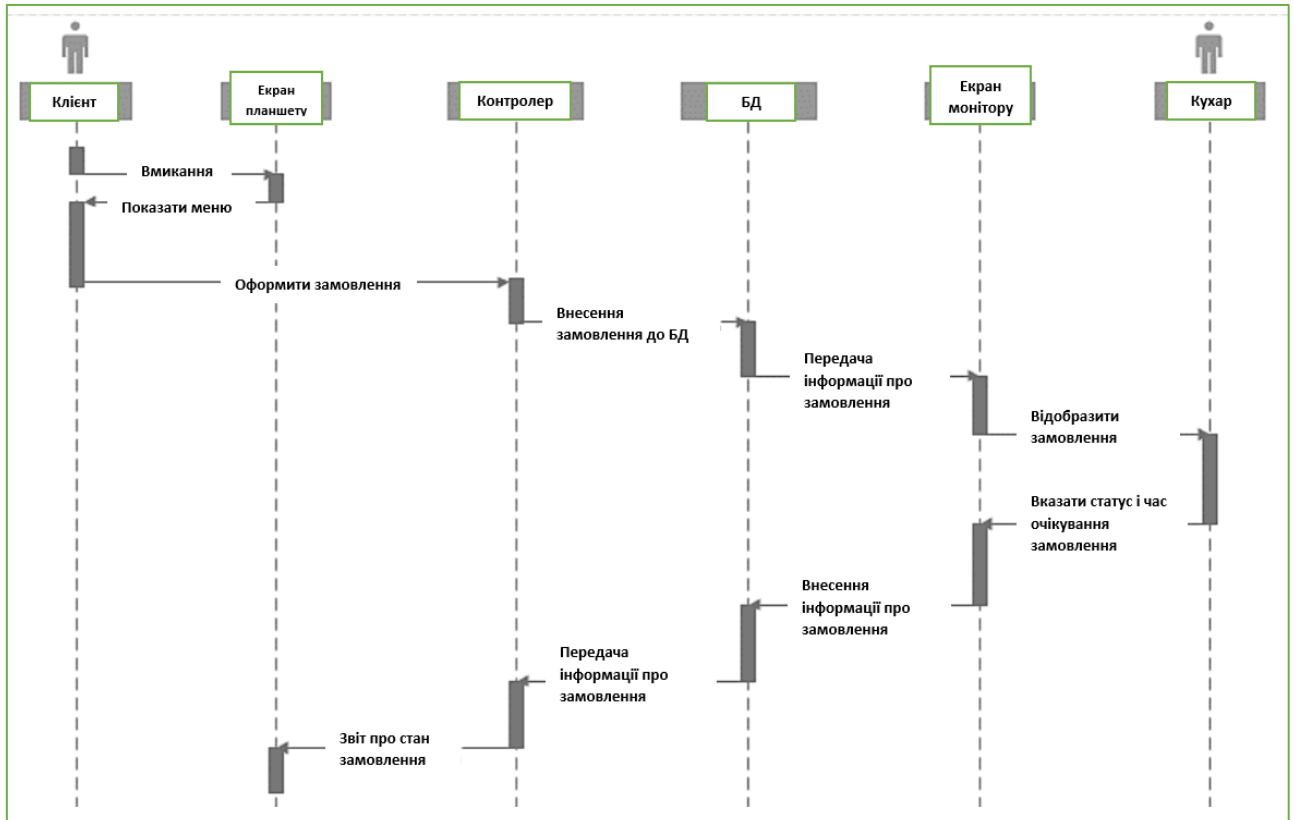 Клієнт
Екран
планшету
Контролер
БД
Екран
монітору
Кухар
Вмикання
Показати меню
Оформити замовлення
Внесення
замовлення до БД
Передача
інформації про
замовлення
Відобразити
замовлення
Вказати статус і час
очікування
замовлення
Внесення
інформації про
замовлення
Передача
інформації про
замовлення
Звіт про стан
замовлення